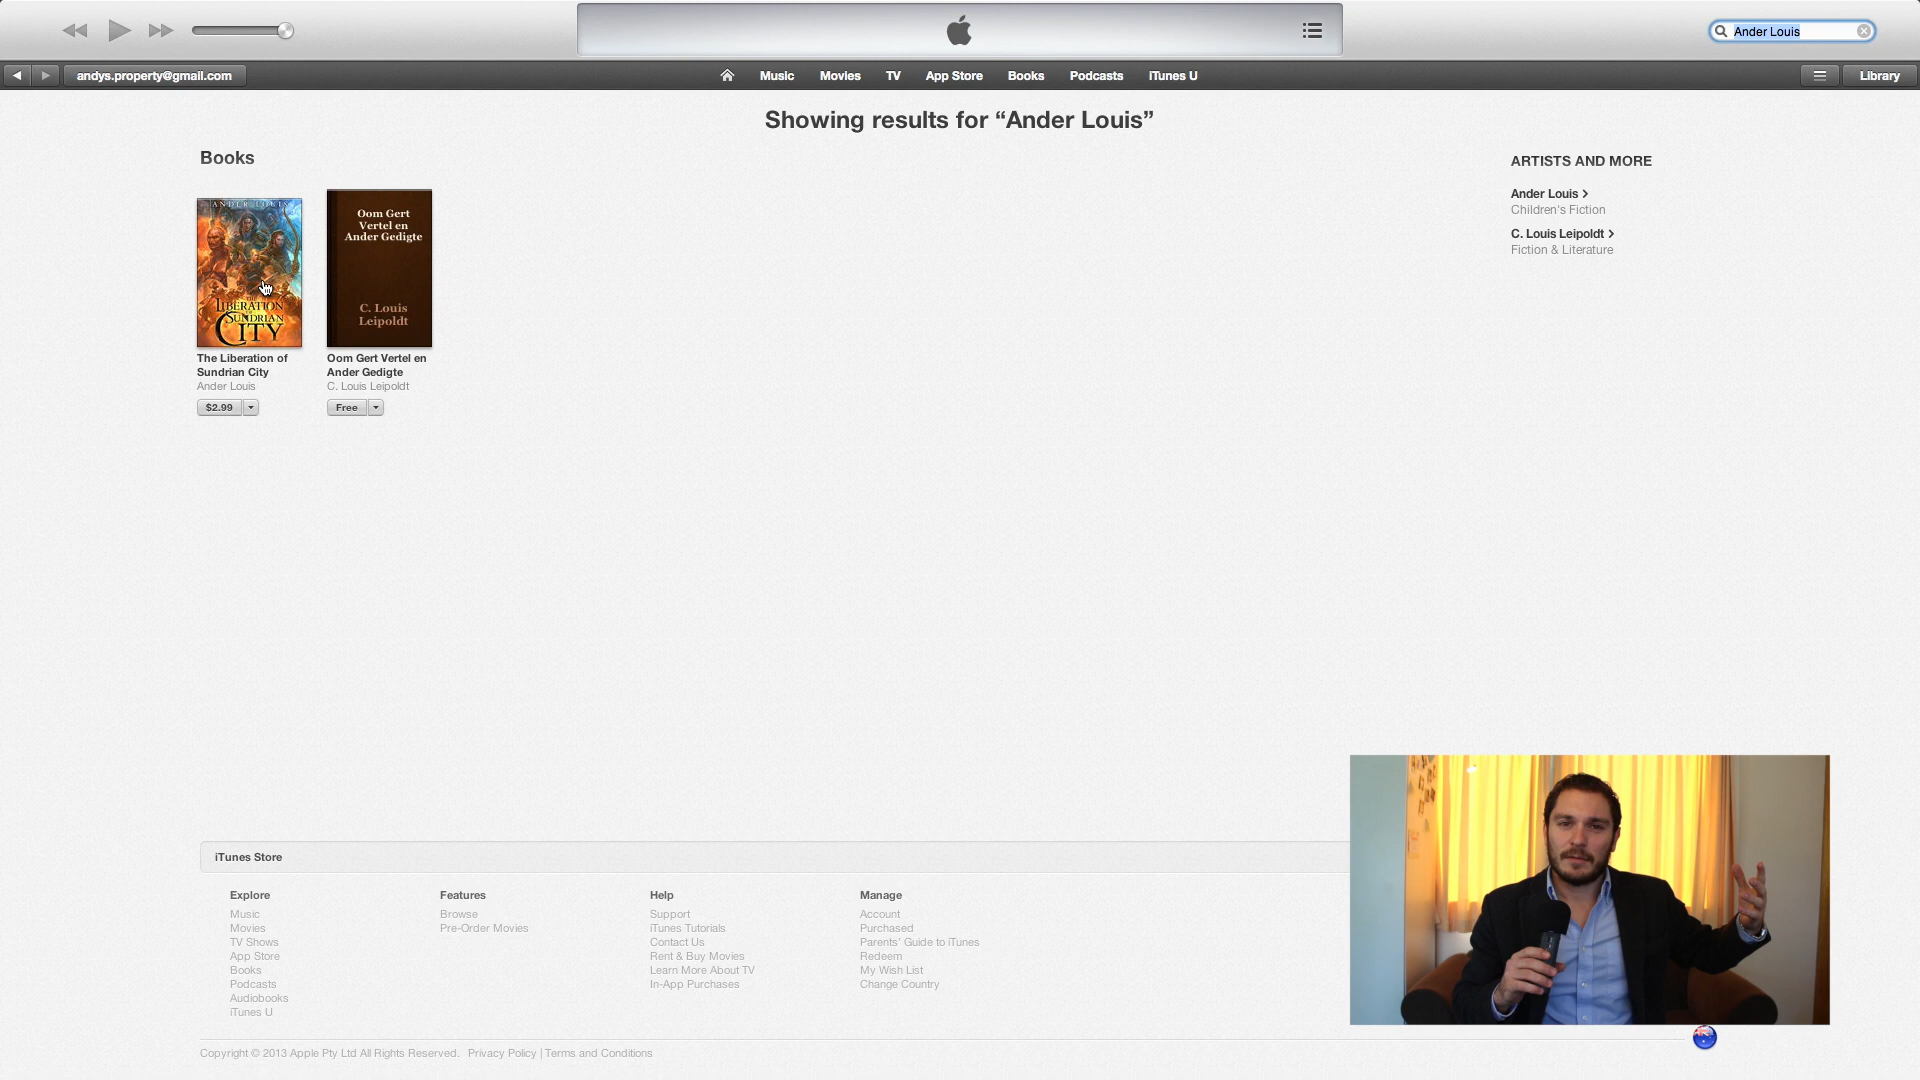 Ander Louis
andys.property@gmail.com
Music
Movies
TV
App Store
Books
Podcasts
iTunes U
Library
Showing results for “Ander Louis”
Books
ANDER LOUIS
THE
LIBERATION
SUNDRIAN
CITY
The Liberation of
Sundrian City
Ander Louis
$2.99
Oom Gert
Vertel en
Ander Gedigte
C. Louis
Leipoldt
Oom Gert Vertel en
Ander Gedigte
C. Louis Leipoldt
Free
ARTISTS AND MORE
Ander Louis >
Children's Fiction
C. Louis Leipoldt >
Fiction & Literature
iTunes Store
Explore
Music
Movies
TV Shows
App Store
Books
Podcasts
Audiobooks
iTunes U
Features
Browse
Pre-Order Movies
Help
Support
iTunes Tutorials
Contact Us
Rent & Buy Movies
Learn More About TV
In-App Purchases
Manage
Account
Purchased
Parents' Guide to iTunes
Redeem
My Wish List
Change Country
Copyright © 2013 Apple Pty Ltd All Rights Reserved. Privacy Policy | Terms and Conditions